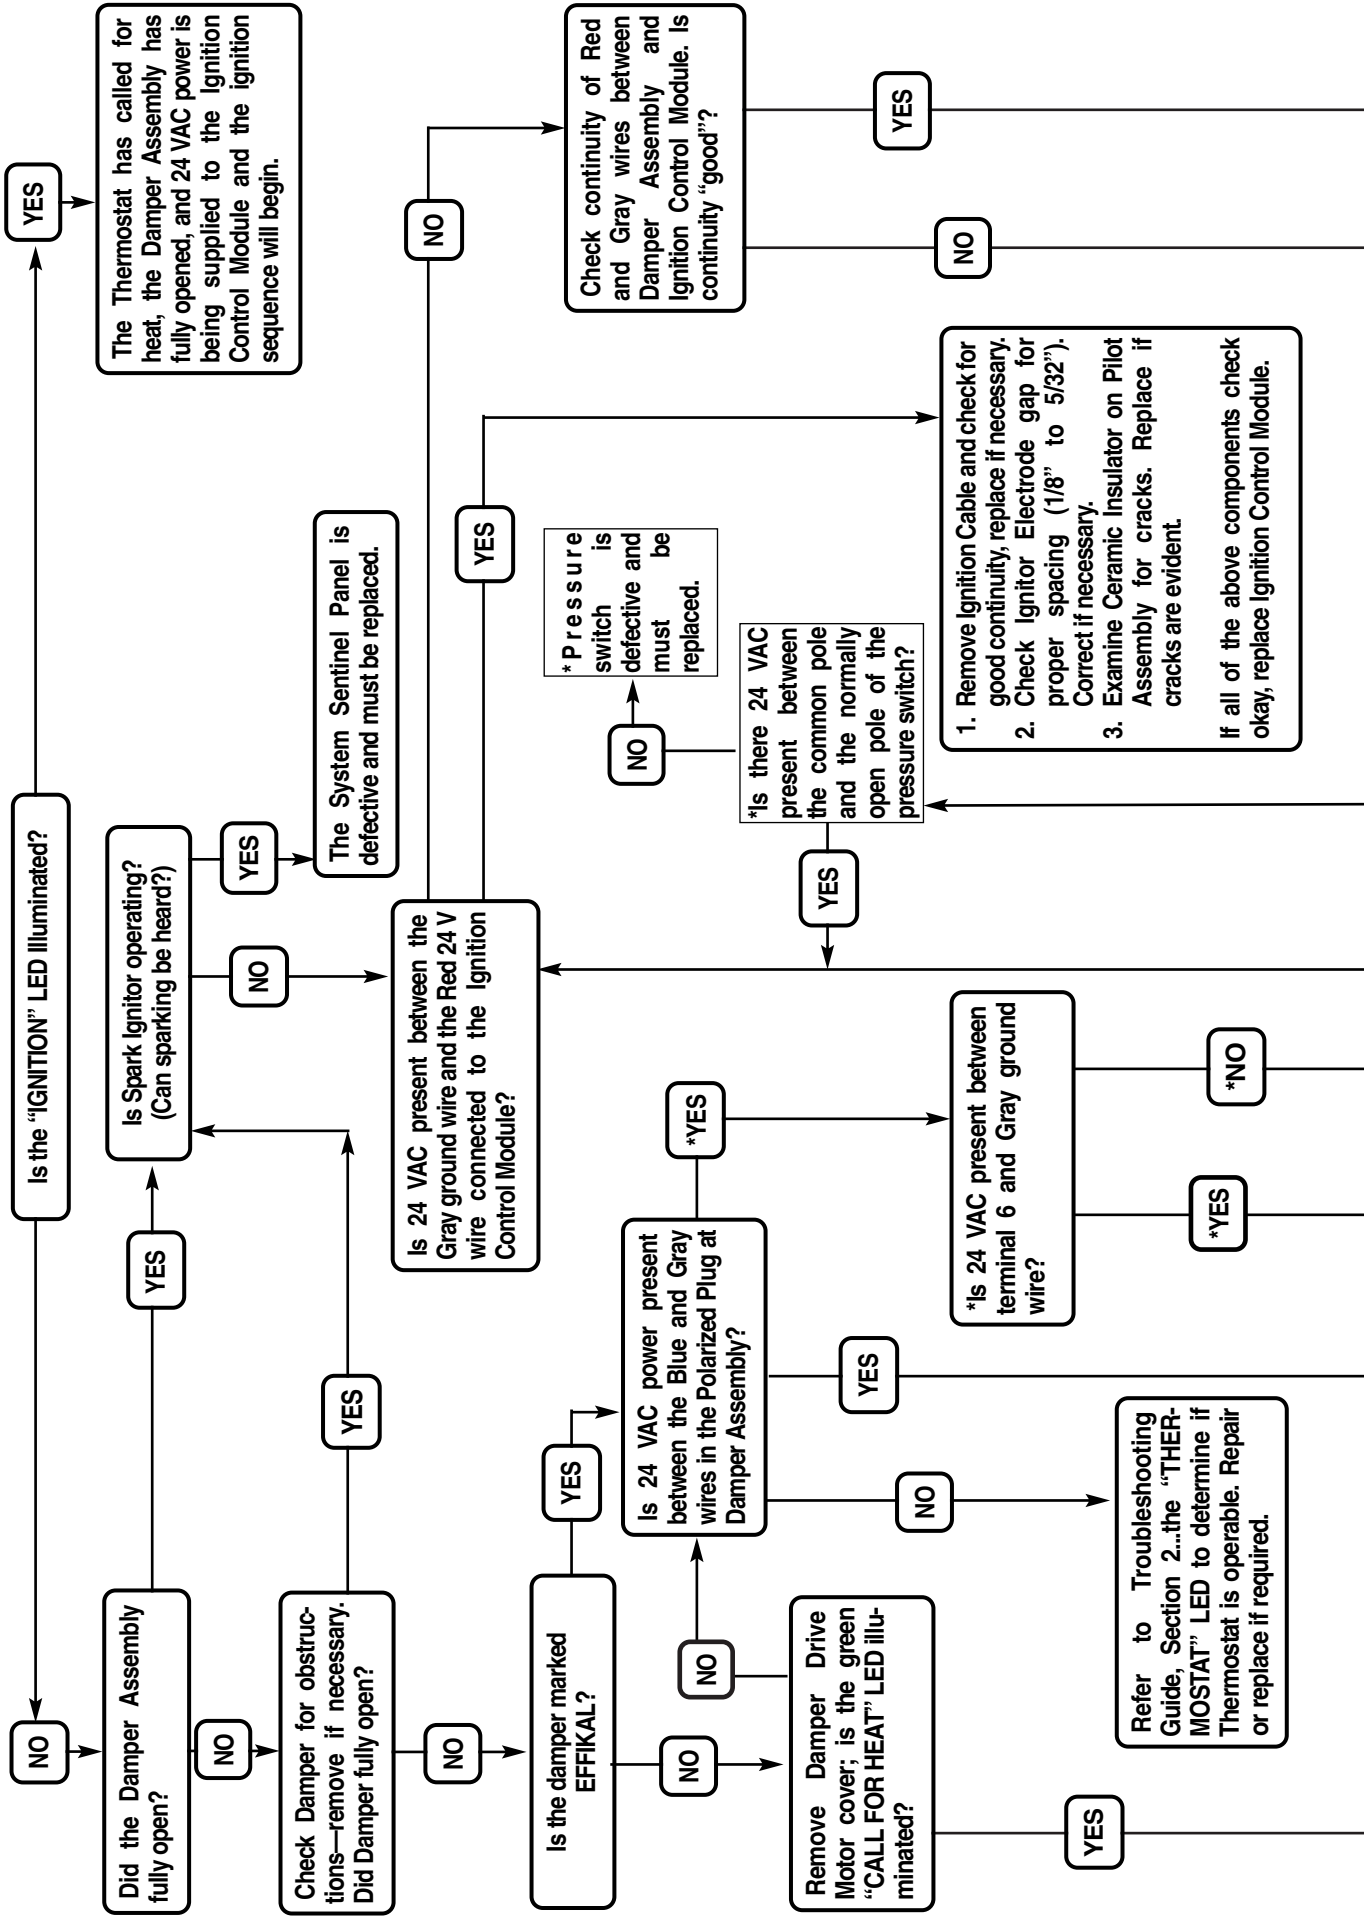 Is the “IGNITION” LED Illuminated?
NO
YES
The Thermostat has called for
heat, the Damper Assembly has
fully opened, and 24 VAC power is
being supplied to the Ignition
Control Module and the ignition
sequence will begin.
Did the Damper Assembly
fully open?
YES
Is Spark Ignitor operating?
(Can sparking be heard?)
NO
YES
The System Sentinel Panel is
defective and must be replaced.
NO
Check Damper for obstruc-
tions—remove if necessary.
Did Damper fully open?
YES
Is 24 VAC present between the
Gray ground wire and the Red 24 V
wire connected to the Ignition
Control Module?
NO
YES
Check continuity of Red
and Gray wires between
Damper Assembly and
Ignition Control Module. Is
continuity “good”?
NO
YES
NO
Is the damper marked
EFFIKAL?
YES
Is 24 VAC power present
between the Blue and Gray
wires in the Polarized Plug at
Damper Assembly?
*YES
*Pressure
switch is
defective and
must be
replaced.
NO
*Is there 24 VAC
present between
the common pole
and the normally
open pole of the
pressure switch?
YES
NO
NO
Remove Damper Drive
Motor cover; is the green
“CALL FOR HEAT” LED illu-
minated?
YES
NO
YES
Refer to Troubleshooting
Guide, Section 2...the “THER-
MOSTAT” LED to determine if
Thermostat is operable. Repair
or replace if required.
*Is 24 VAC present between
terminal 6 and Gray ground
wire?
*YES
*NO
1. Remove Ignition Cable and check for
good continuity, replace if necessary.
2. Check Ignitor Electrode gap for
proper spacing (1/8” to 5/32”).
Correct if necessary.
3. Examine Ceramic Insulator on Pilot
Assembly for cracks. Replace if
cracks are evident.
If all of the above components check
okay, replace Ignition Control Module.